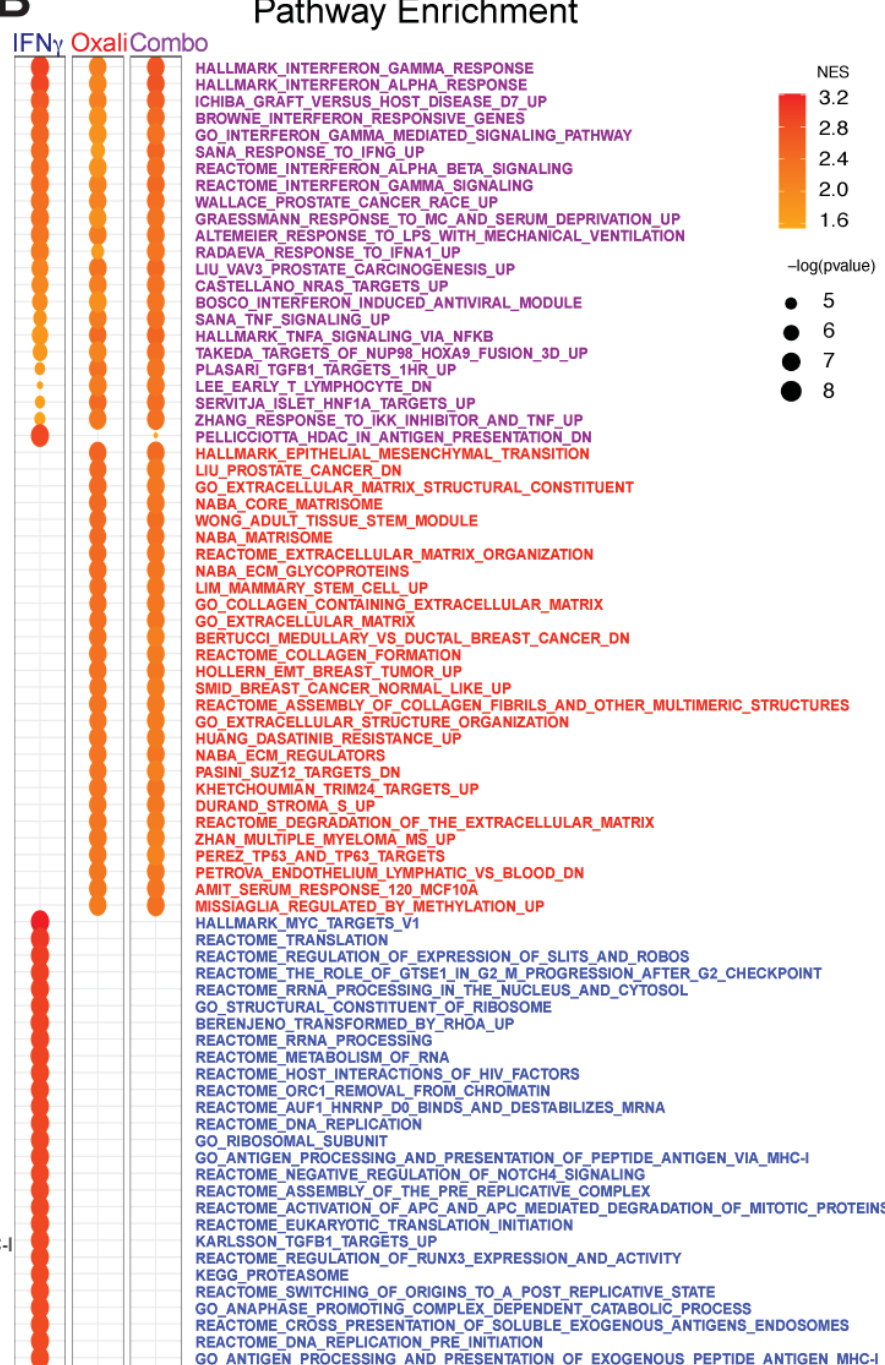 B
Pathway Enrichment
IFNγ Oxali Combo
HALLMARK_INTERFERON_GAMMA_RESPONSE
HALLMARK_INTERFERON_ALPHA_RESPONSE
ICHIBA_GRAFT_VERSUS_HOST_DISEASE_D7_UP
BROWNE_INTERFERON_RESPONSIVE_GENES
GO_INTERFERON_GAMMA_MEDIATED_SIGNALING_PATHWAY
SANA_RESPONSE_TO_IFNG_UP
REACTOME_INTERFERON_ALPHA_BETA_SIGNALING
REACTOME_INTERFERON_GAMMA_SIGNALING
WALLACE_PROSTATE_CANCER_RACE_UP
GRAESSMANN_RESPONSE_TO_MC_AND_SERUM_DEPRIVATION_UP
ALTEMEIER_RESPONSE_TO_LPS_WITH_MECHANICAL_VENTILATION
RADAEVA_RESPONSE_TO_IFNA1_UP
LIU_VAV3_PROSTATE_CARCINOGENESIS_UP
CASTELLANO_NRAS_TARGETS_UP
BOSCO_INTERFERON_INDUCED_ANTIVIRAL_MODULE
SANA_TNF_SIGNALING_UP
HALLMARK_TNFA_SIGNALING_VIA_NFKB
TAKEDA_TARGETS_OF_NUP98_HOXA9_FUSION_3D_UP
PLASARI_TGFB1_TARGETS_1HR_UP
LEE_EARLY_T_LYMPHOCYTE_DN
SERVITJA_ISLET_HNF1A_TARGETS_UP
ZHANG_RESPONSE_TO_IKK_INHIBITOR_AND_TNF_UP
PELLICCIOTTA_HDAC_IN_ANTIGEN_PRESENTATION_DN
HALLMARK_EPITHELIAL_MESENCHYMAL_TRANSITION
LIU_PROSTATE_CANCER_DN
GO_EXTRACELLULAR_MATRIX_STRUCTURAL_CONSTITUENT
NABA_CORE_MATRISOME
WONG_ADULT_TISSUE_STEM_MODULE
NABA_MATRISOME
REACTOME_EXTRACELLULAR_MATRIX_ORGANIZATION
NABA_ECM_GLYCOPROTEINS
LIM_MAMMARY_STEM_CELL_UP
GO_COLLAGEN_CONTAINING_EXTRACELLULAR_MATRIX
GO_EXTRACELLULAR_MATRIX
BERTUCCI_MEDULLARY_VS_DUCTAL_BREAST_CANCER_DN
REACTOME_COLLAGEN_FORMATION
HOLLERN_EMT_BREAST_TUMOR_UP
SMID_BREAST_CANCER_NORMAL_LIKE_UP
REACTOME_ASSEMBLY_OF_COLLAGEN_FIBRILS_AND_OTHER_MULTIMERIC_STRUCTURES
GO_EXTRACELLULAR_STRUCTURE_ORGANIZATION
HUANG_DASATINIB_RESISTANCE_UP
NABA_ECM_REGULATORS
PASINI_SUZ12_TARGETS_DN
KHETCHOUMIAN_TRIM24_TARGETS_UP
DURAND_STROMA_S_UP
REACTOME_DEGRADATION_OF_THE_EXTRACELLULAR_MATRIX
ZHAN_MULTIPLE_MYELOMA_MS_UP
PEREZ_TP53_AND_TP63_TARGETS
PETROVA_ENDOTHELIUM_LYMPHATIC_VS_BLOOD_DN
AMIT_SERUM_RESPONSE_120_MCF10A
MISSIAGLIA_REGULATED_BY_METHYLATION_UP
HALLMARK_MYC_TARGETS_V1
REACTOME_TRANSLATION
REACTOME_REGULATION_OF_EXPRESSION_OF_SLITS_AND_ROBOS
REACTOME_THE_ROLE_OF_GTSE1_IN_G2_M_PROGRESSION_AFTER_G2_CHECKPOINT
REACTOME_RRNA_PROCESSING_IN_THE_NUCLEUS_AND_CYTOSOL
GO_STRUCTURAL_CONSTITUENT_OF_RIBOSOME
BERENJENO_TRANSFORMED_BY_RHOA_UP
REACTOME_RRNA_PROCESSING
REACTOME_METABOLISM_OF_RNA
REACTOME_HOST_INTERACTIONS_OF_HIV_FACTORS
REACTOME_ORC1_REMOVAL_FROM_CHROMATIN
REACTOME_AUF1_HNRNP_D0_BINDS_AND_DESTABILIZES_MRNA
REACTOME_DNA_REPLICATION
GO_RIBOSOMAL_SUBUNIT
GO_ANTIGEN_PROCESSING_AND_PRESENTATION_OF_PEPTIDE_ANTIGEN_VIA_MHC-I
REACTOME_NEGATIVE_REGULATION_OF_NOTCH4_SIGNALING
REACTOME_ASSEMBLY_OF_THE_PRE_REPLICATIVE_COMPLEX
REACTOME_ACTIVATION_OF_APC_AND_APC_MEDIATED_DEGRADATION_OF_MITOTIC_PROTEINS
REACTOME_EUKARYOTIC_TRANSLATION_INITIATION
KARLSSON_TGFB1_TARGETS_UP
REACTOME_REGULATION_OF_RUNX3_EXPRESSION_AND_ACTIVITY
KEGG_PROTEASOME
REACTOME_SWITCHING_OF_ORIGINS_TO_A_POST_REPLICATIVE_STATE
GO_ANAPHASE_PROMOTING_COMPLEX_DEPENDENT_CATABOLIC_PROCESS
REACTOME_CROSS_PRESENTATION_OF_SOLUBLE_EXOGENOUS_ANTIGENS_ENDOSOMES
REACTOME_DNA_REPLICATION_PRE_INITIATION
GO_ANTIGEN_PROCESSING_AND_PRESENTATION_OF_EXOGENOUS_PEPTIDE_ANTIGEN_MHC-I
NES
3.2
2.8
2.4
2.0
1.6
–log(pvalue)
5
6
7
8